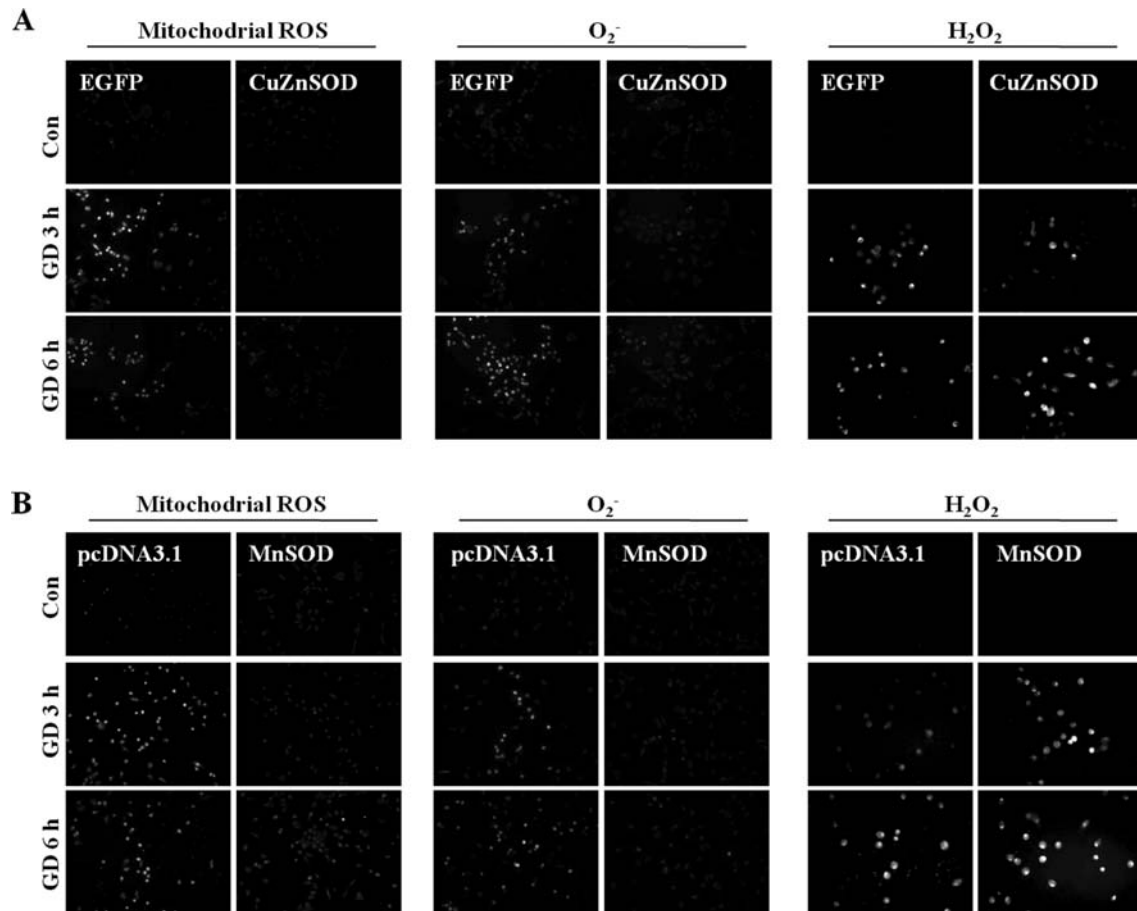 A
Mitochodrial ROS
O₂⁻
H₂O₂
EGFP CuZnSOD EGFP CuZnSOD EGFP CuZnSOD
Con
GD 3 h
GD 6 h
B
Mitochodrial ROS
O₂⁻
H₂O₂
pcDNA3.1 MnSOD pcDNA3.1 MnSOD pcDNA3.1 MnSOD
Con
GD 3 h
GD 6 h